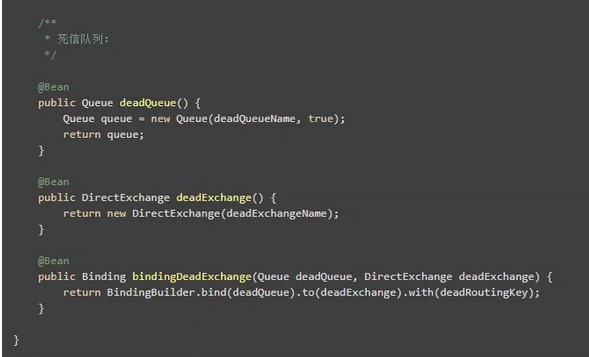 /**
 * 死信队列:
 */
@Bean
public Queue deadQueue() {
Queue queue = new Queue(deadQueueName, true);
return queue;
}
@Bean
public DirectExchange deadExchange() {
return new DirectExchange(deadExchangeName);
}
@Bean
public Binding bindingDeadExchange(Queue deadQueue, DirectExchange deadExchange) {
return BindingBuilder.bind(deadQueue).to(deadExchange).with(deadRoutingKey);
}
}